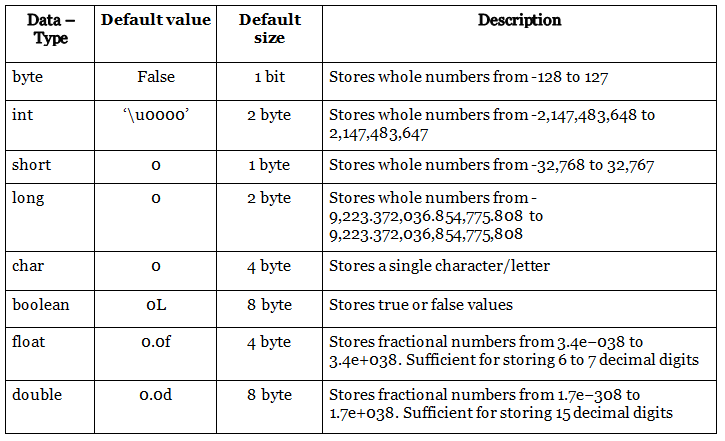 Data – Default value Default Description
Type size
byte False 1 bit Stores whole numbers from -128 to 127
int ‘\u0000’ 2 byte Stores whole numbers from -2,147,483,648 to
2,147,483,647
short 0 1 byte Stores whole numbers from -32,768 to 32,767
long 0 2 byte Stores whole numbers from -
9,223.372,036.854,775.808 to
9,223.372,036,854,775,808
char 0 4 byte Stores a single character/letter
boolean 0L 8 byte Stores true or false values
float 0.0f 4 byte Stores fractional numbers from 3.4e−038 to
3.4e+038. Sufficient for storing 6 to 7 decimal digits
double 0.0d 8 byte Stores fractional numbers from 1.7e−308 to
1.7e+038. Sufficient for storing 15 decimal digits